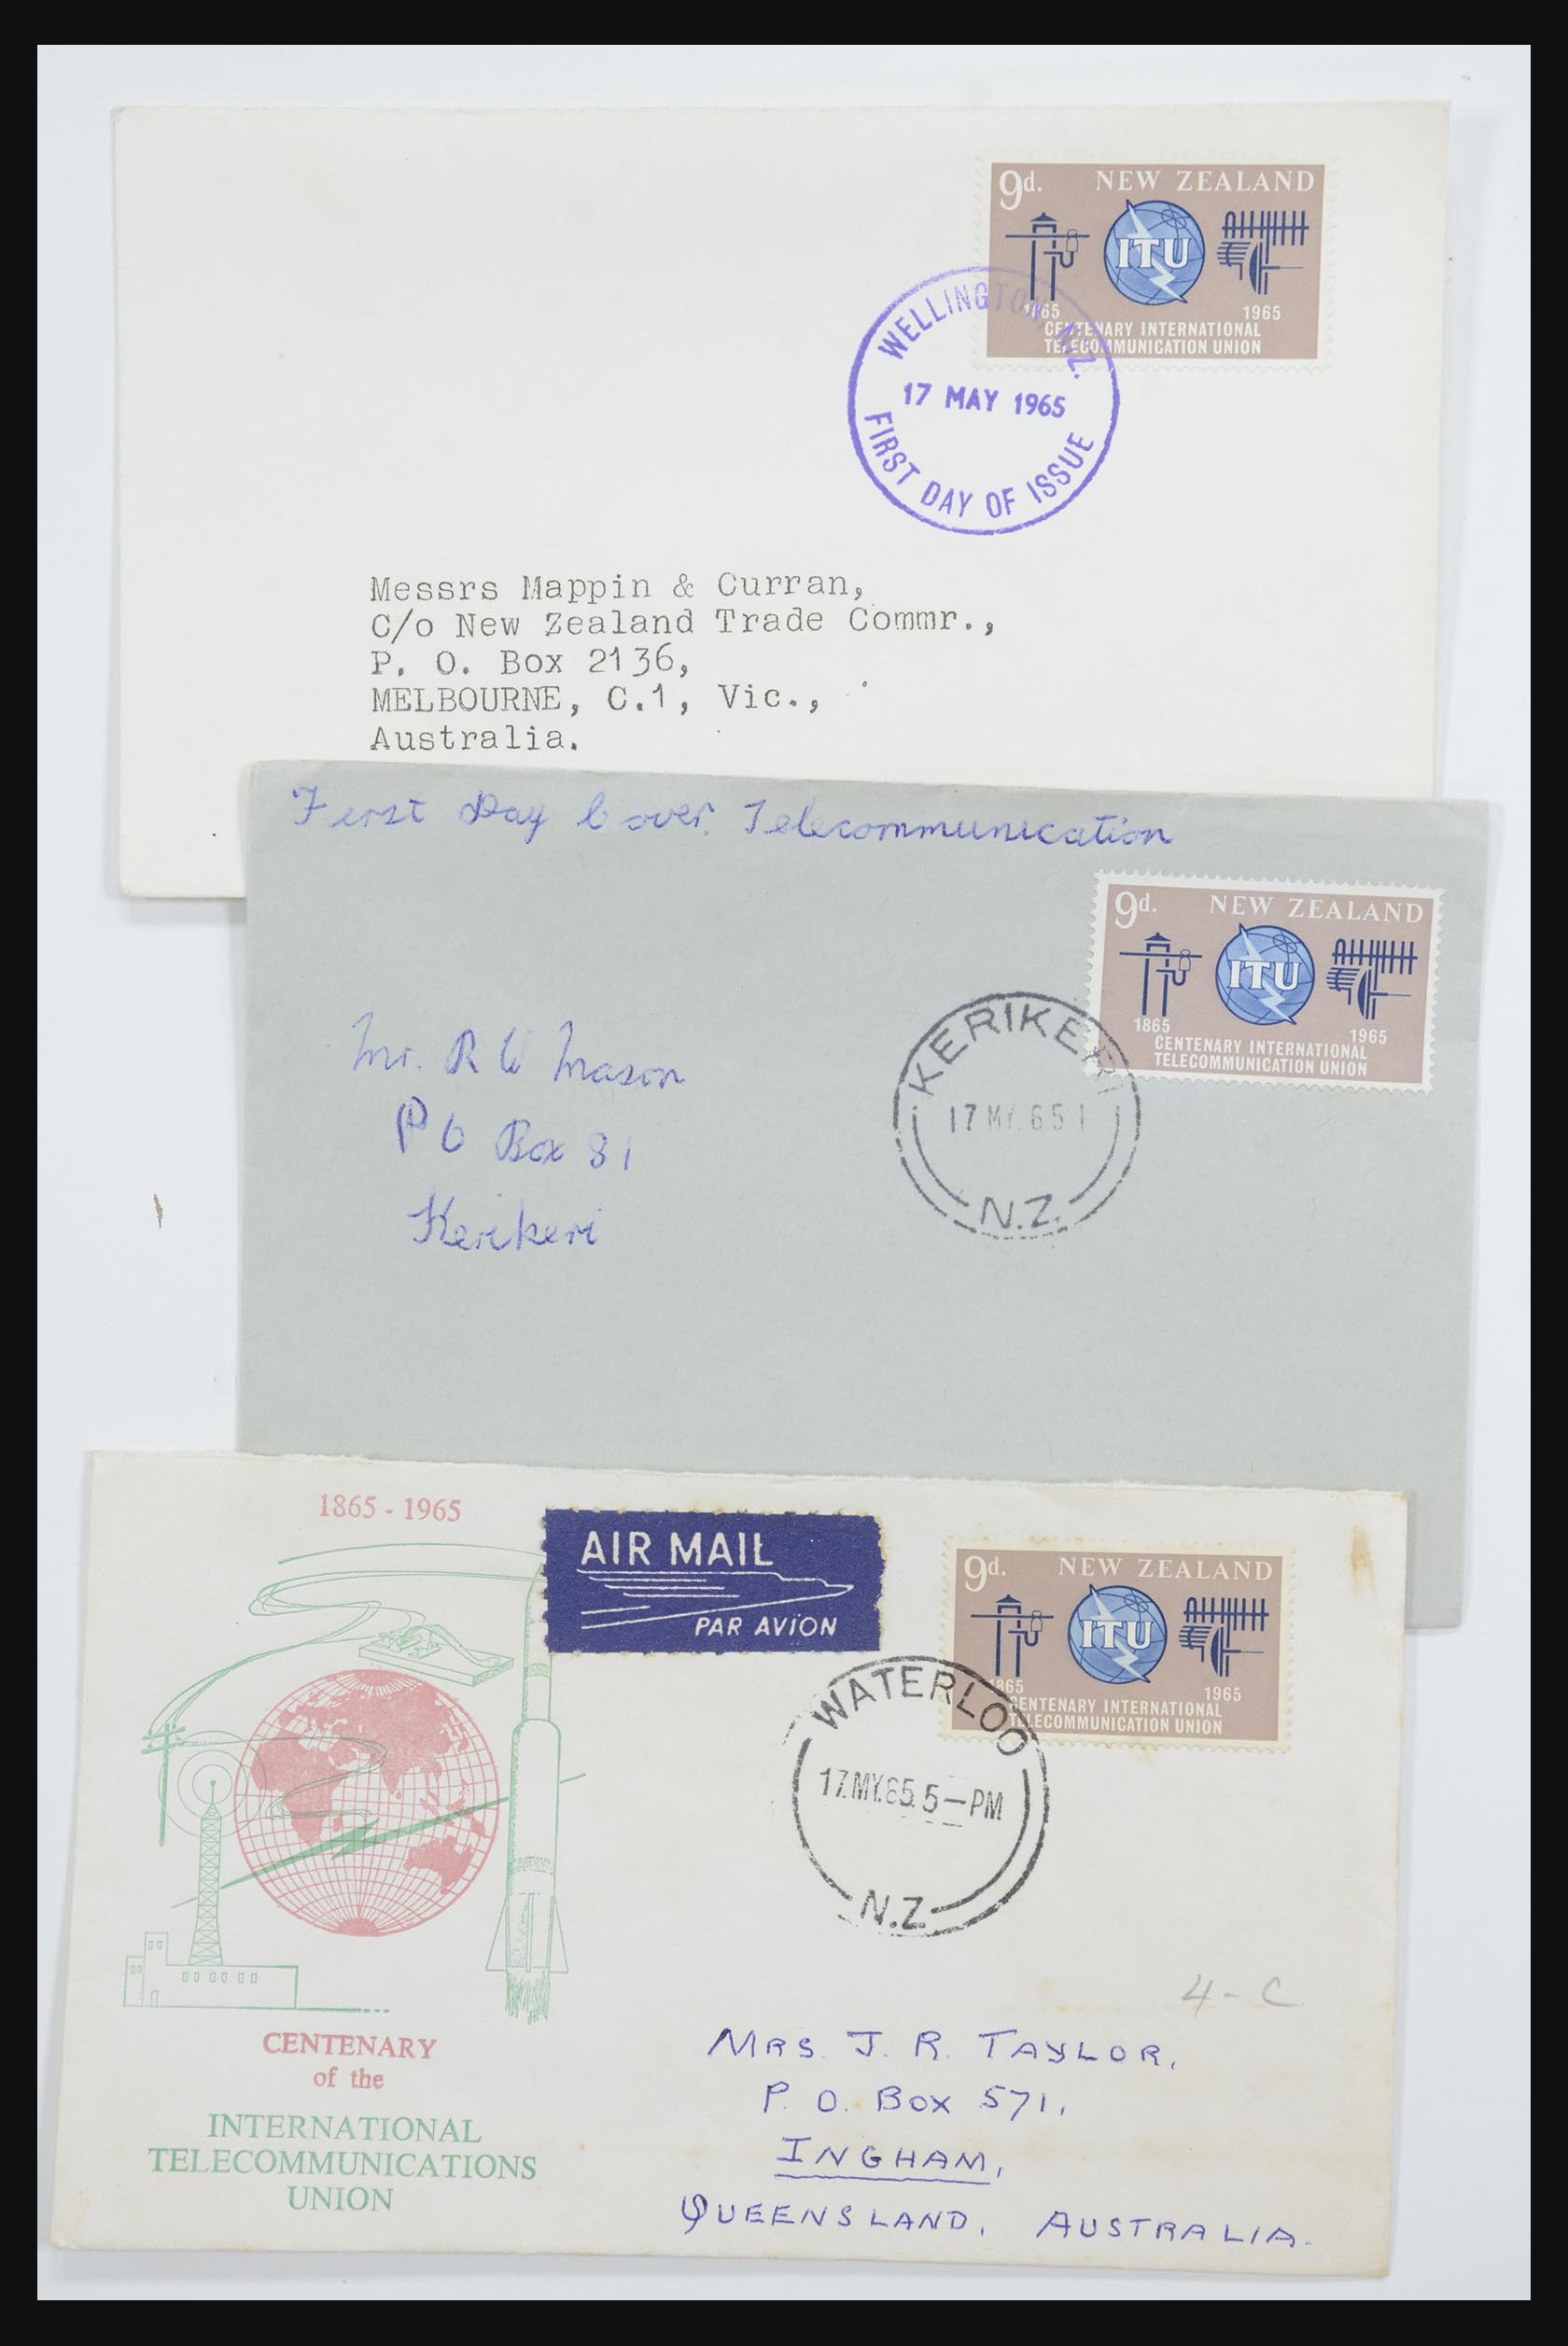 9d. NEW ZEALAND
ITU
1865 1965
CENTENARY INTERNATIONAL
TELECOMMUNICATION UNION
WELLINGTON, N.Z.
17 MAY 1965
FIRST DAY OF ISSUE
Messrs Mappin & Curran,
C/o New Zealand Trade Commr.,
P. O. Box 2136,
MELBOURNE, C.1, Vic.,
Australia.
First Day Cover. Telecommunication
9d. NEW ZEALAND
ITU
1865 1965
CENTENARY INTERNATIONAL
TELECOMMUNICATION UNION
KERIKERI
17 MY. 65 1
N.Z.
Mr. R W Mason
P O Box 81
Kerikeri
1865 - 1965
AIR MAIL
PAR AVION
9d. NEW ZEALAND
ITU
1865 1965
CENTENARY INTERNATIONAL
TELECOMMUNICATION UNION
WATERLOO
17.MY.65.5—PM
N.Z.
CENTENARY
of the
INTERNATIONAL
TELECOMMUNICATIONS
UNION
4 - C
MRS. J. R. TAYLOR,
P. O. BOX 571,
INGHAM,
QUEENSLAND, AUSTRALIA.